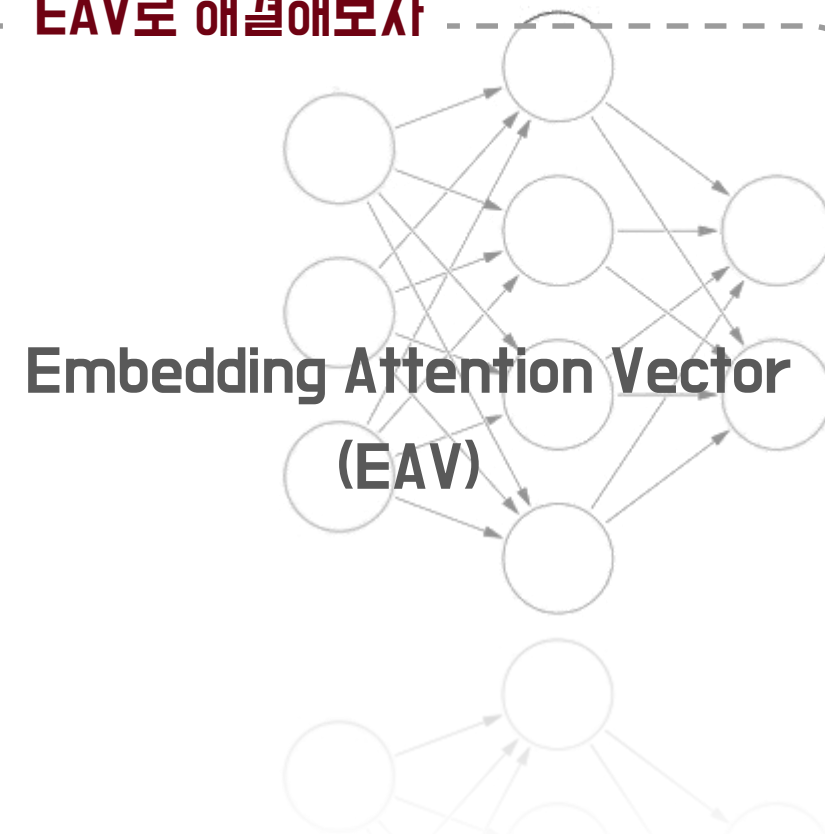 EAV로 해결해보자
Embedding Attention Vector
(EAV)